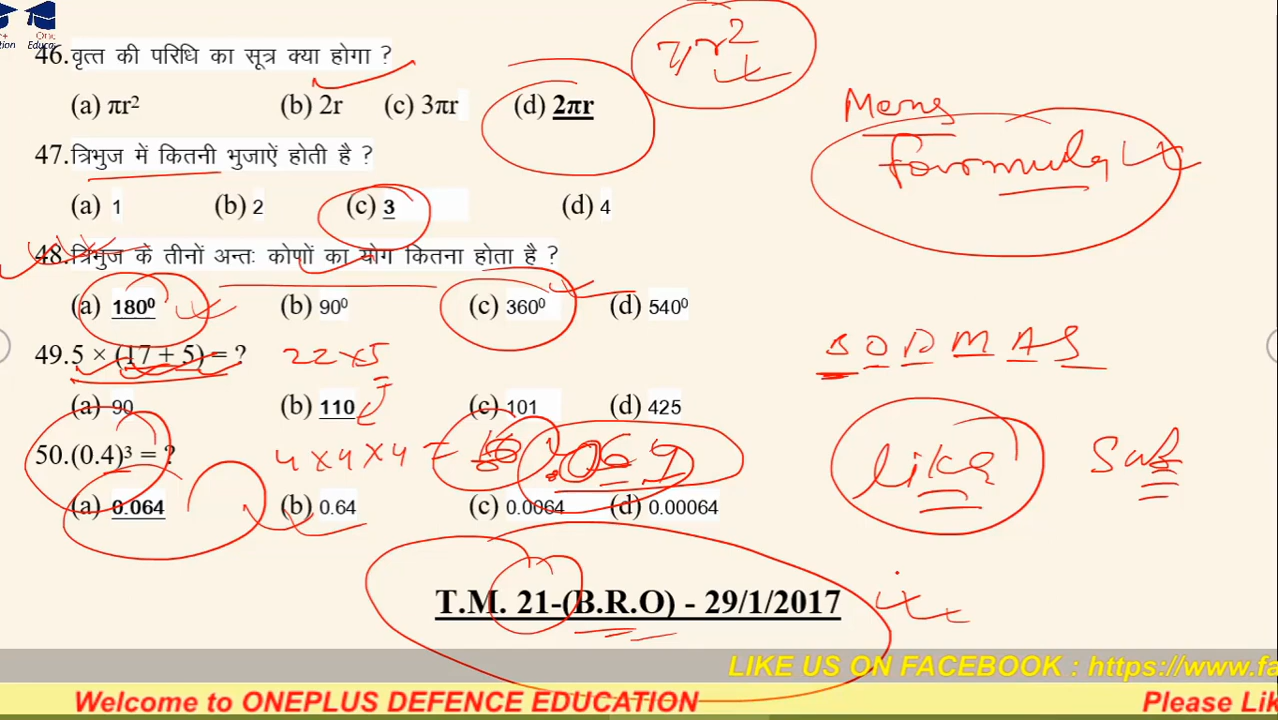 46.वृत्त की परिधि का सूत्र क्या होगा ?
πr²
(a) πr² (b) 2r (c) 3πr (d) 2πr
Mens
47.त्रिभुज में कितनी भुजाऐं होती है ?
foromula
(a) 1 (b) 2 (c) 3 (d) 4
48.त्रिभुज के तीनों अन्तः कोणों का योग कितना होता है ?
(a) 180⁰ (b) 90⁰ (c) 360⁰ (d) 540⁰
49.5 × (17 + 5) = ? 22×5
BODMAS
=
(a) 90 (b) 110 (c) 101 (d) 425
50.(0.4)³ = ? 4×4×4 = .064
like
(a) 0.064 (b) 0.64 (c) 0.0064 (d) 0.00064
T.M. 21-(B.R.O) - 29/1/2017
LIKE US ON FACEBOOK : https://www.fa
Welcome to ONEPLUS DEFENCE EDUCATION Please Lik